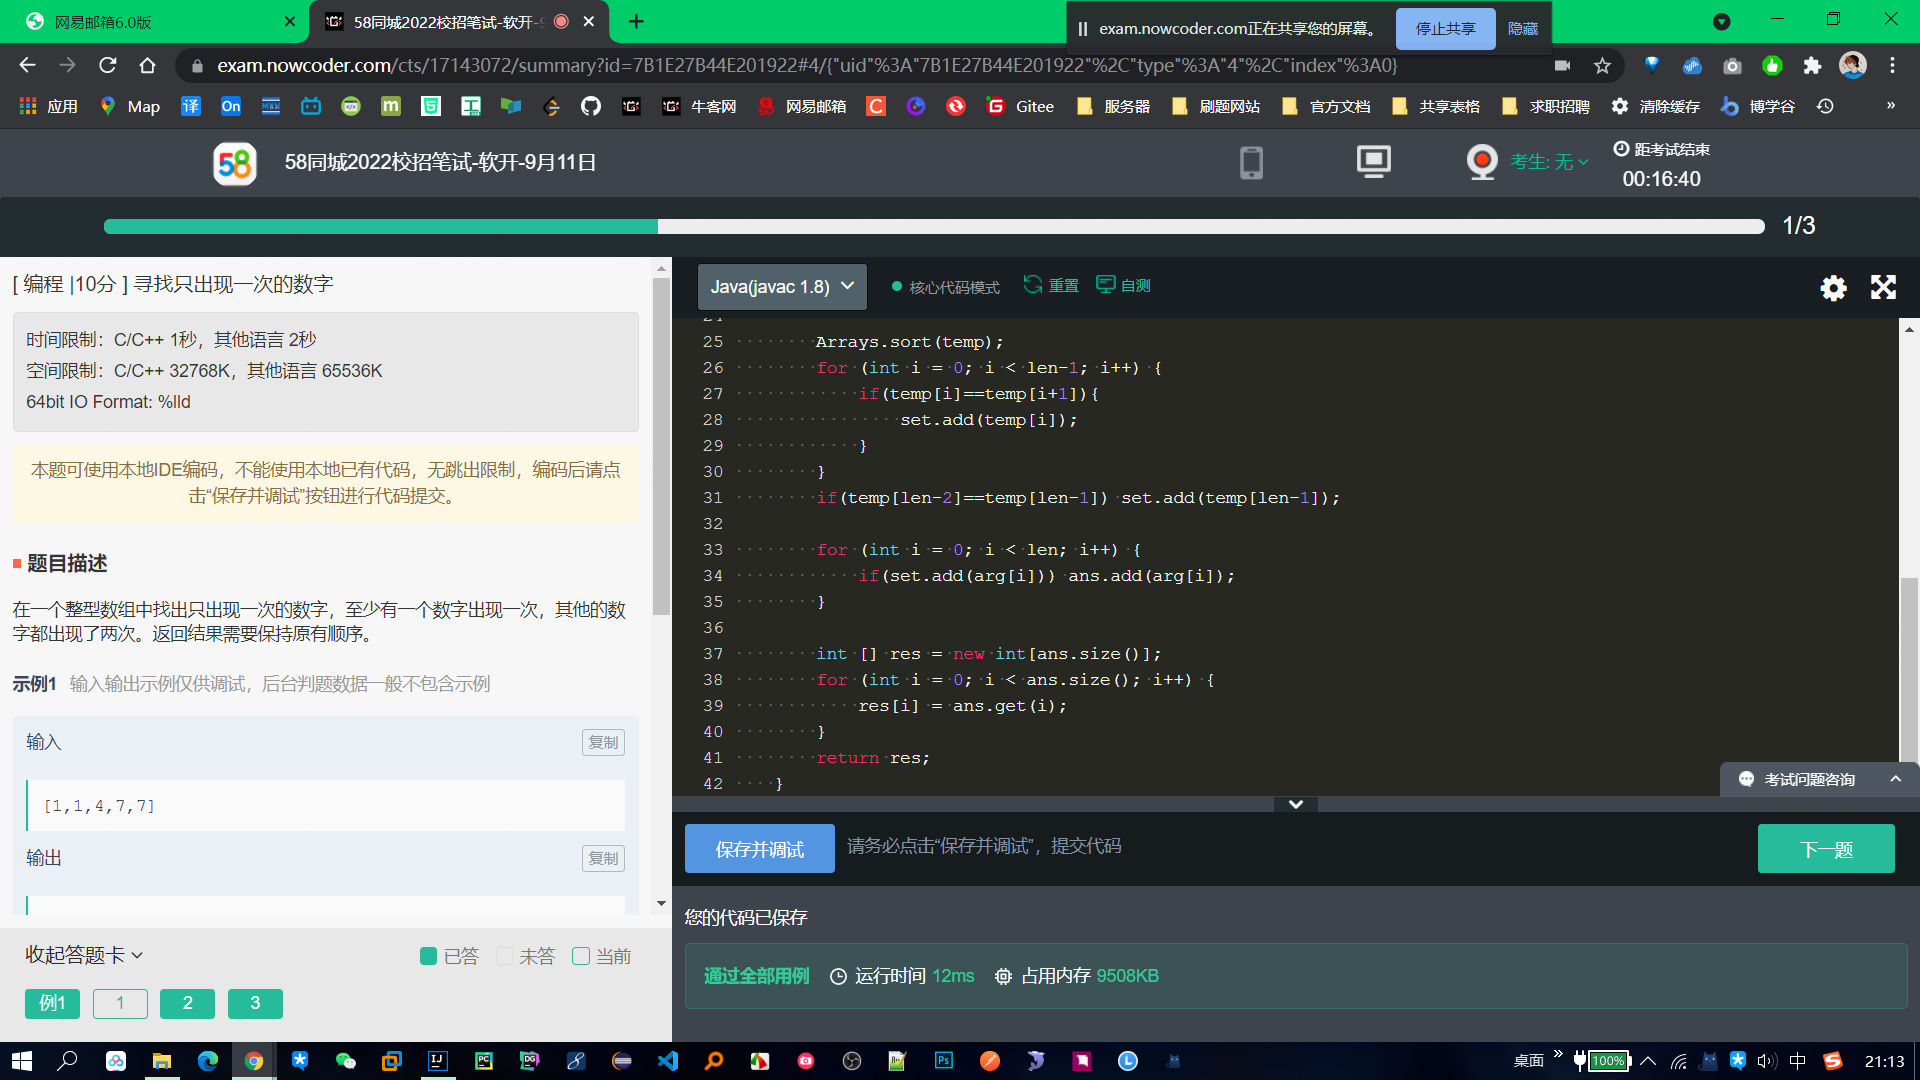 网易邮箱6.0版
58同城2022校招笔试-软开-9
exam.nowcoder.com正在共享您的屏幕。
停止共享
隐藏
exam.nowcoder.com/cts/17143072/summary?id=7B1E27B44E201922#4/{"uid"%3A"7B1E27B44E201922"%2C"type"%3A"4"%2C"index"%3A0}
应用
Map
译
On
牛客网
网易邮箱
Gitee
服务器
刷题网站
官方文档
共享表格
求职招聘
清除缓存
博学谷
»
58
58同城2022校招笔试-软开-9月11日
考生: 无
距考试结束
00:16:40
1/3
[ 编程 |10分 ] 寻找只出现一次的数字
时间限制：C/C++ 1秒，其他语言 2秒
空间限制：C/C++ 32768K，其他语言 65536K
64bit IO Format: %lld
本题可使用本地IDE编码，不能使用本地已有代码，无跳出限制，编码后请点
击“保存并调试”按钮进行代码提交。
题目描述
在一个整型数组中找出只出现一次的数字，至少有一个数字出现一次，其他的数
字都出现了两次。返回结果需要保持原有顺序。
示例1 输入输出示例仅供调试，后台判题数据一般不包含示例
输入
复制
[1,1,4,7,7]
输出
复制
收起答题卡
已答
未答
当前
例1
1
2
3
Java(javac 1.8)
核心代码模式
重置
自测
25 Arrays.sort(temp);
26 for (int i = 0; i < len-1; i++) {
27 if(temp[i]==temp[i+1]){
28 set.add(temp[i]);
29 }
30 }
31 if(temp[len-2]==temp[len-1]) set.add(temp[len-1]);
32
33 for (int i = 0; i < len; i++) {
34 if(set.add(arg[i])) ans.add(arg[i]);
35 }
36
37 int [] res = new int[ans.size()];
38 for (int i = 0; i < ans.size(); i++) {
39 res[i] = ans.get(i);
40 }
41 return res;
42 }
考试问题咨询
保存并调试
请务必点击“保存并调试”，提交代码
下一题
您的代码已保存
通过全部用例
运行时间 12ms
占用内存 9508KB
桌面
»
100%
中
21:13